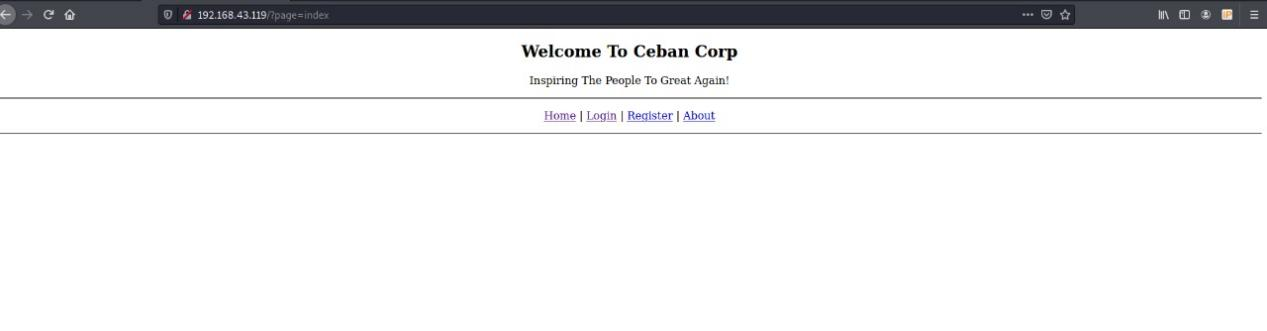 192.168.43.119/?page=index
Welcome To Ceban Corp
Inspiring The People To Great Again!
Home | Login | Register | About